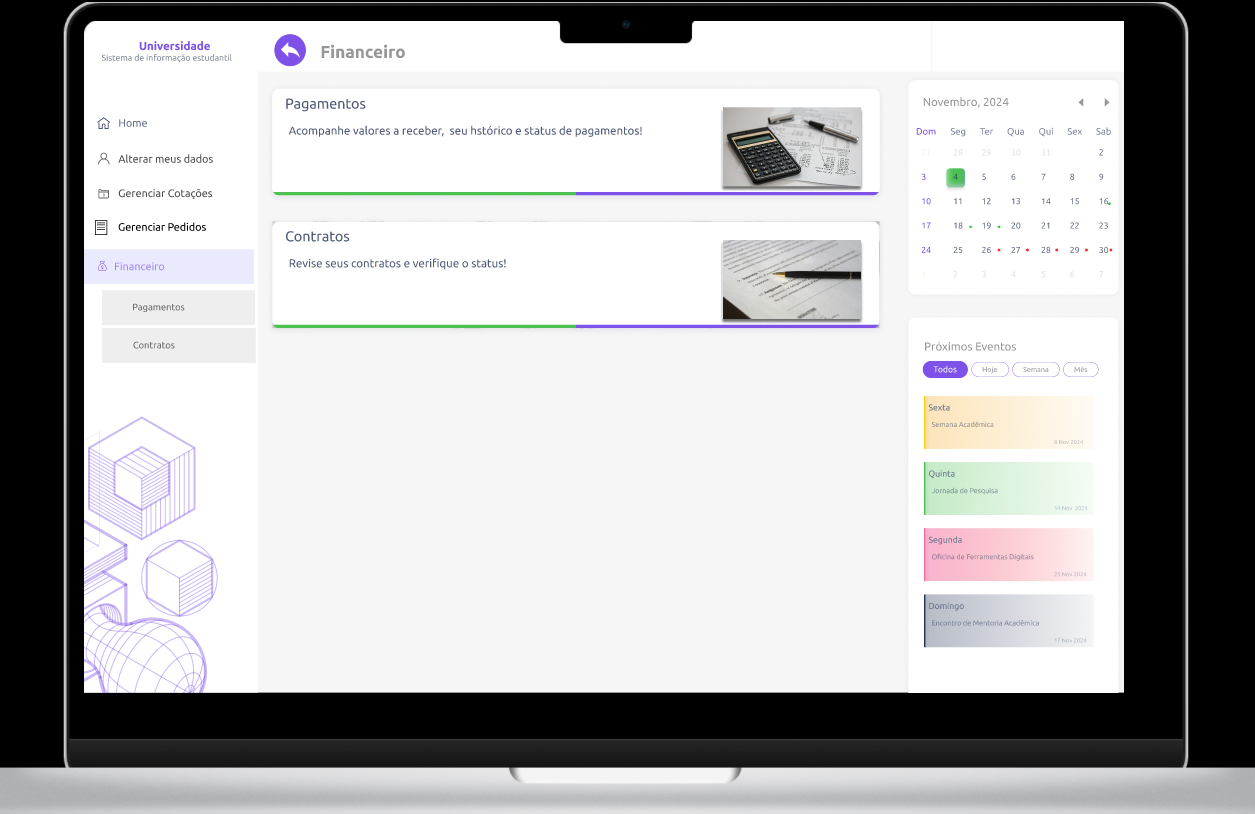 Universidade
Sistema de informação estudantil
Home
Alterar meus dados
Gerenciar Cotações
Gerenciar Pedidos
Financeiro
Pagamentos
Contratos
Financeiro
Pagamentos
Acompanhe valores a receber, seu hstórico e status de pagamentos!
Contratos
Revise seus contratos e verifique o status!
Novembro, 2024
Dom Seg Ter Qua Qui Sex Sab
27 28 29 30 31 2
3 4 5 6 7 8 9
10 11 12 13 14 15 16
17 18 19 20 21 22 23
24 25 26 27 28 29 30
1 2 3 4 5 6 7
Próximos Eventos
Todos Hoje Semana Mês
Sexta
Semana Acadêmica
8 Nov 2024
Quinta
Jornada de Pesquisa
14 Nov 2024
Segunda
Oficina de Ferramentas Digitais
25 Nov 2024
Domingo
Encontro de Mentoria Acadêmica
17 Nov 2024